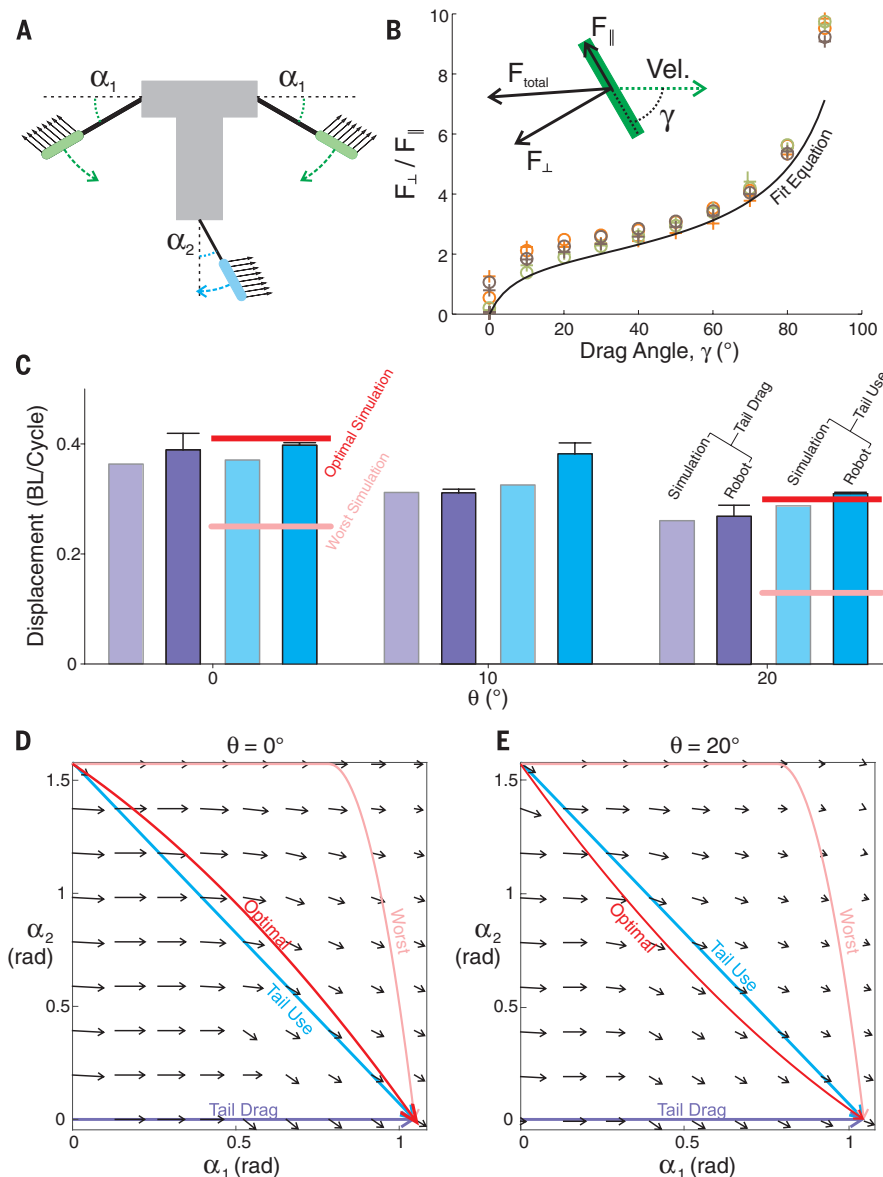 A
α1
α1
α2
B
F⊥ / F∥
10
8
6
4
2
0
F∥
Vel.
Ftotal
γ
F⊥
Fit Equation
0
20
40
60
80
100
Drag Angle, γ (°)
C
Displacement (BL/Cycle)
0.4
0.2
0
Optimal Simulation
Worst Simulation
Simulation
Robot
Tail Drag
Simulation
Robot
Tail Use
0
10
20
θ (°)
D
θ = 0°
1.5
1
α2
(rad)
0.5
0
Optimal
Tail Use
Worst
Tail Drag
0
0.5
1
α1 (rad)
E
θ = 20°
1.5
1
α2
(rad)
0.5
0
Optimal
Tail Use
Worst
Tail Drag
0
0.5
1
α1 (rad)